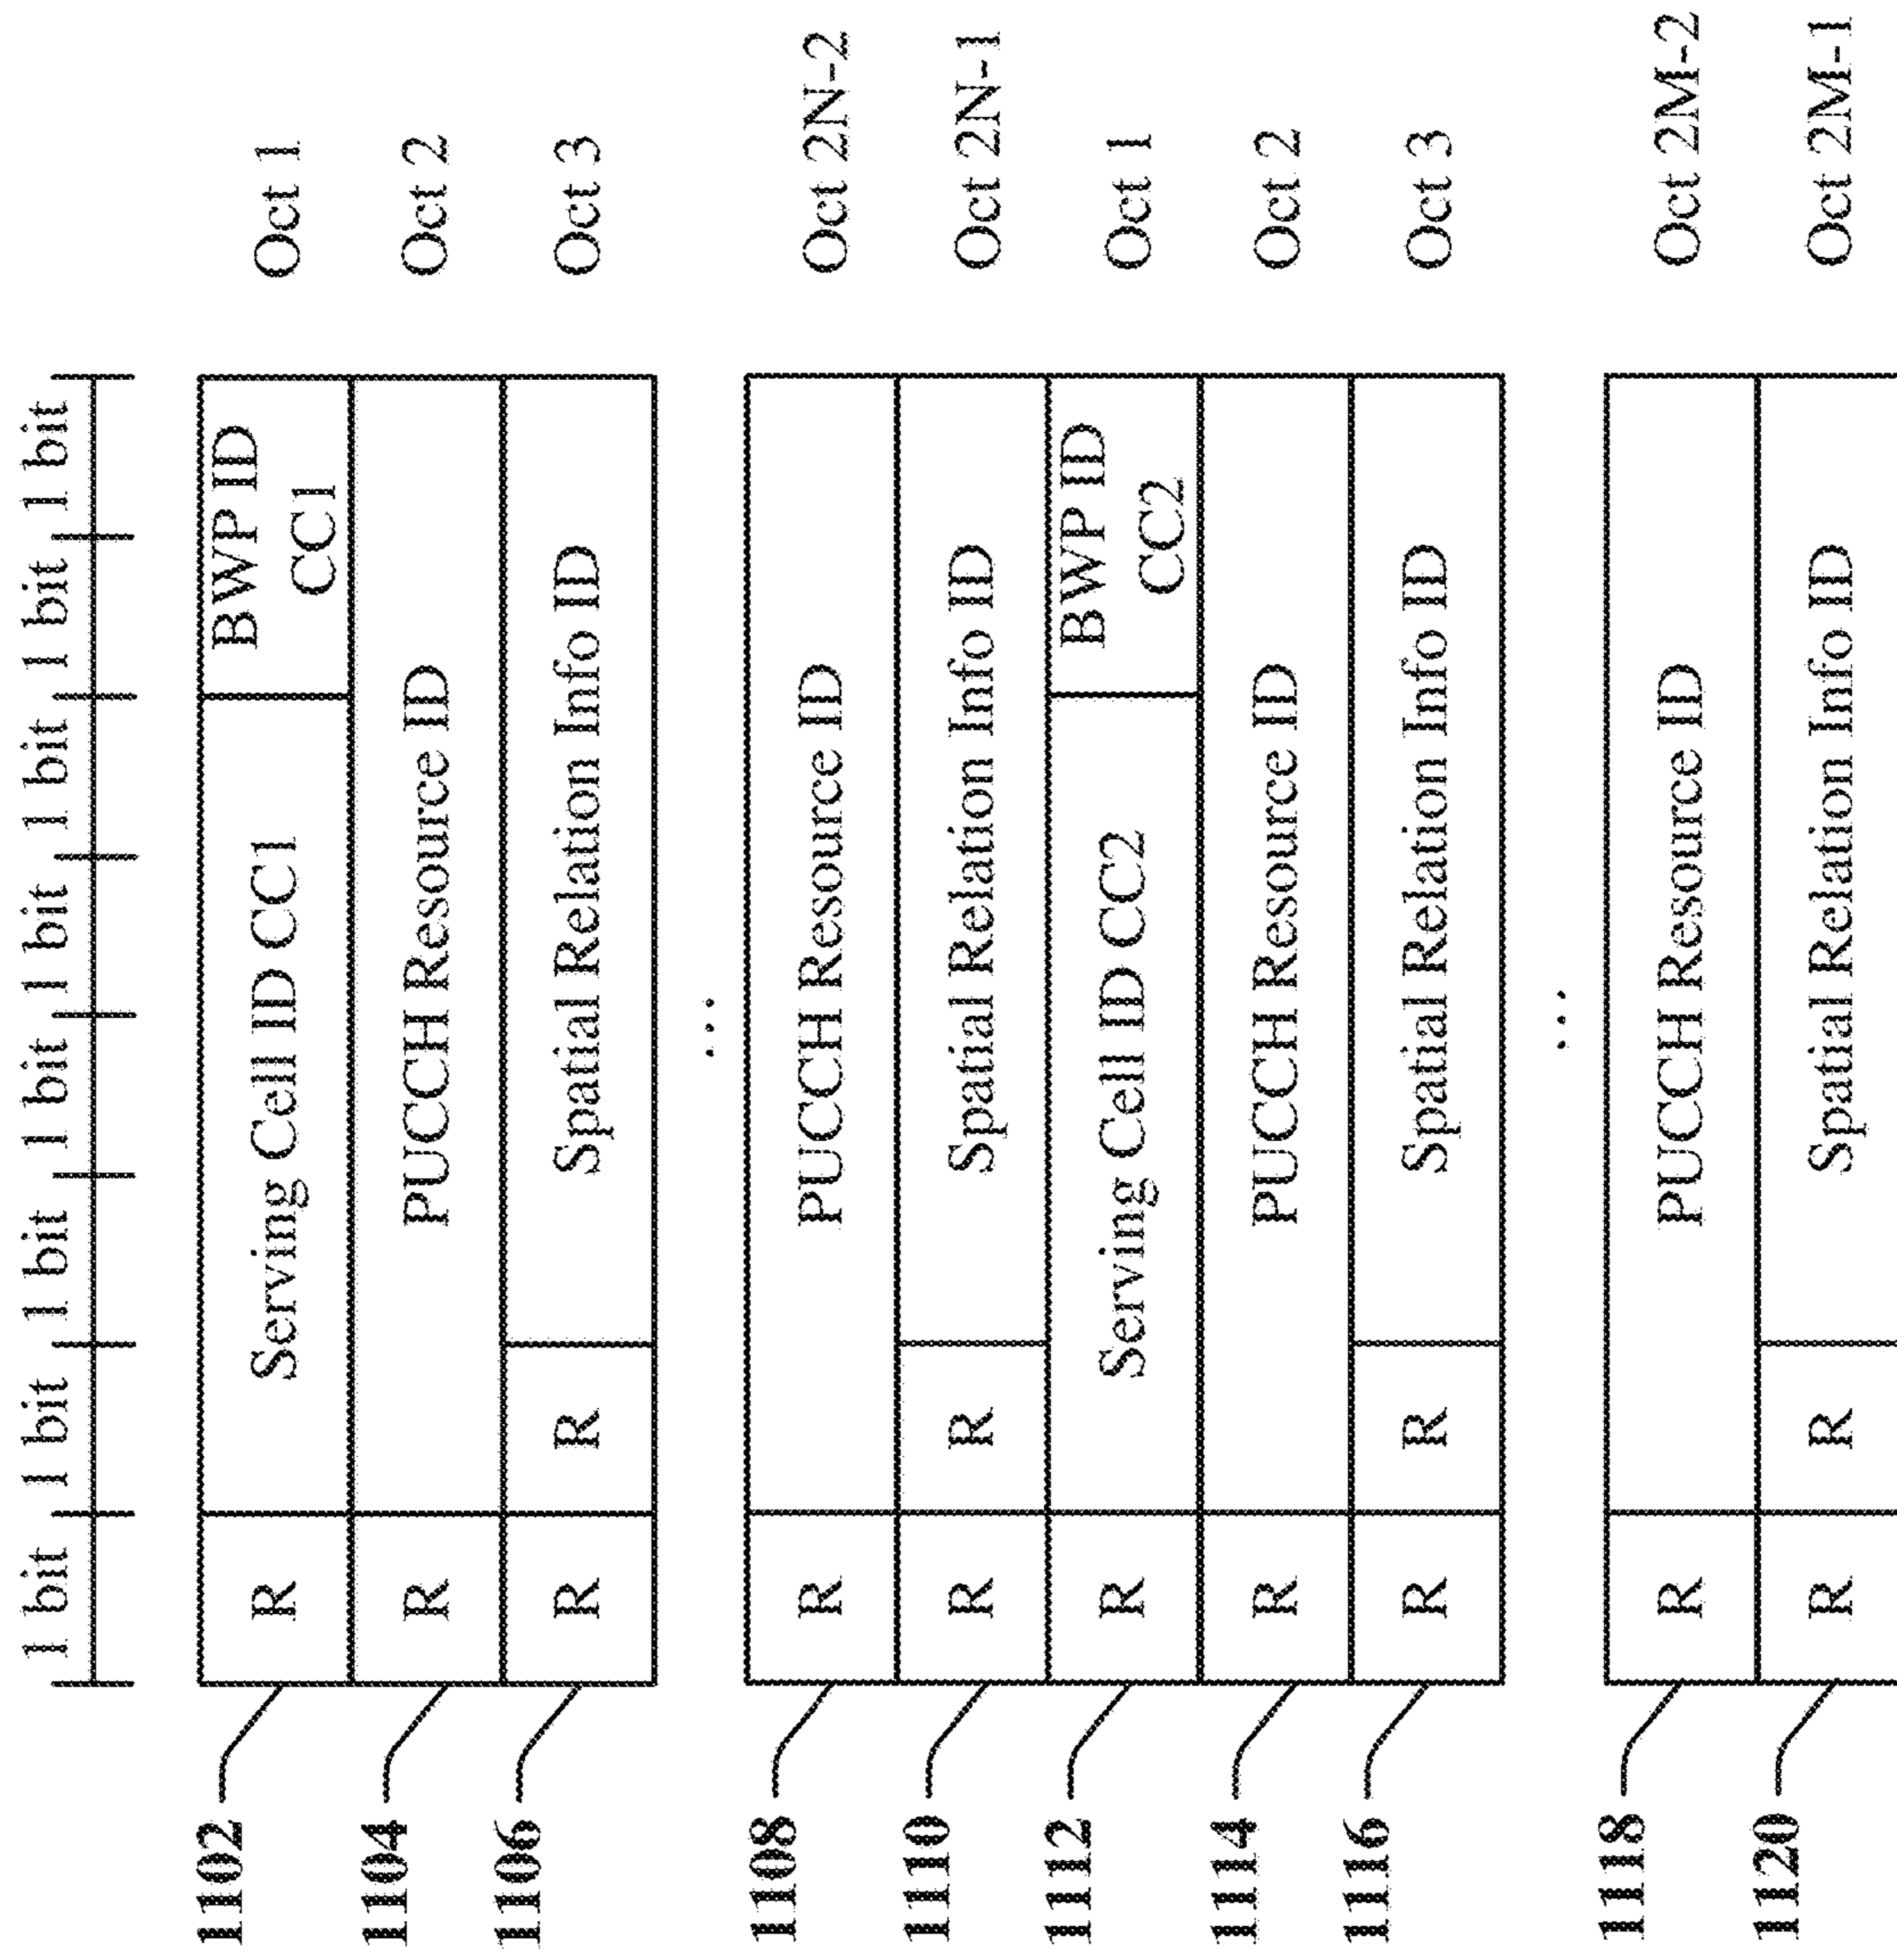 1 bit 1 bit 1 bit 1 bit 1 bit 1 bit 1 bit 1 bit
1102 R Serving Cell ID CC1 BWP ID CC1 Oct 1
1104 R PUCCH Resource ID Oct 2
1106 R R Spatial Relation Info ID Oct 3
...
1108 R PUCCH Resource ID Oct 2N-2
1110 R R Spatial Relation Info ID Oct 2N-1
1112 R Serving Cell ID CC2 BWP ID CC2 Oct 1
1114 R PUCCH Resource ID Oct 2
1116 R R Spatial Relation Info ID Oct 3
...
1118 R PUCCH Resource ID Oct 2M-2
1120 R R Spatial Relation Info ID Oct 2M-1